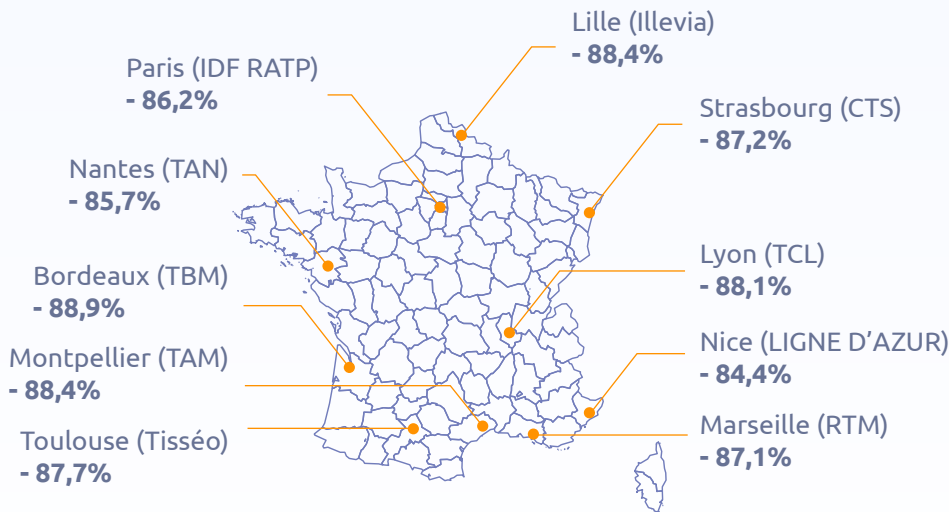 Lille (Illevia)
- 88,4%
Paris (IDF RATP)
- 86,2%
Strasbourg (CTS)
- 87,2%
Nantes (TAN)
- 85,7%
Lyon (TCL)
- 88,1%
Bordeaux (TBM)
- 88,9%
Nice (LIGNE D’AZUR)
- 84,4%
Montpellier (TAM)
- 88,4%
Marseille (RTM)
- 87,1%
Toulouse (Tisséo)
- 87,7%